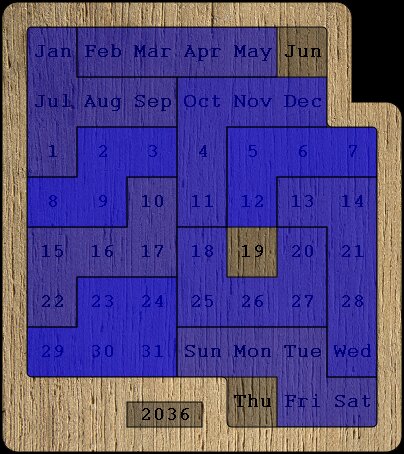 Jan Feb Mar Apr May Jun
Jul Aug Sep Oct Nov Dec
1 2 3 4 5 6 7
8 9 10 11 12 13 14
15 16 17 18 19 20 21
22 23 24 25 26 27 28
29 30 31 Sun Mon Tue Wed
Thu Fri Sat
2036